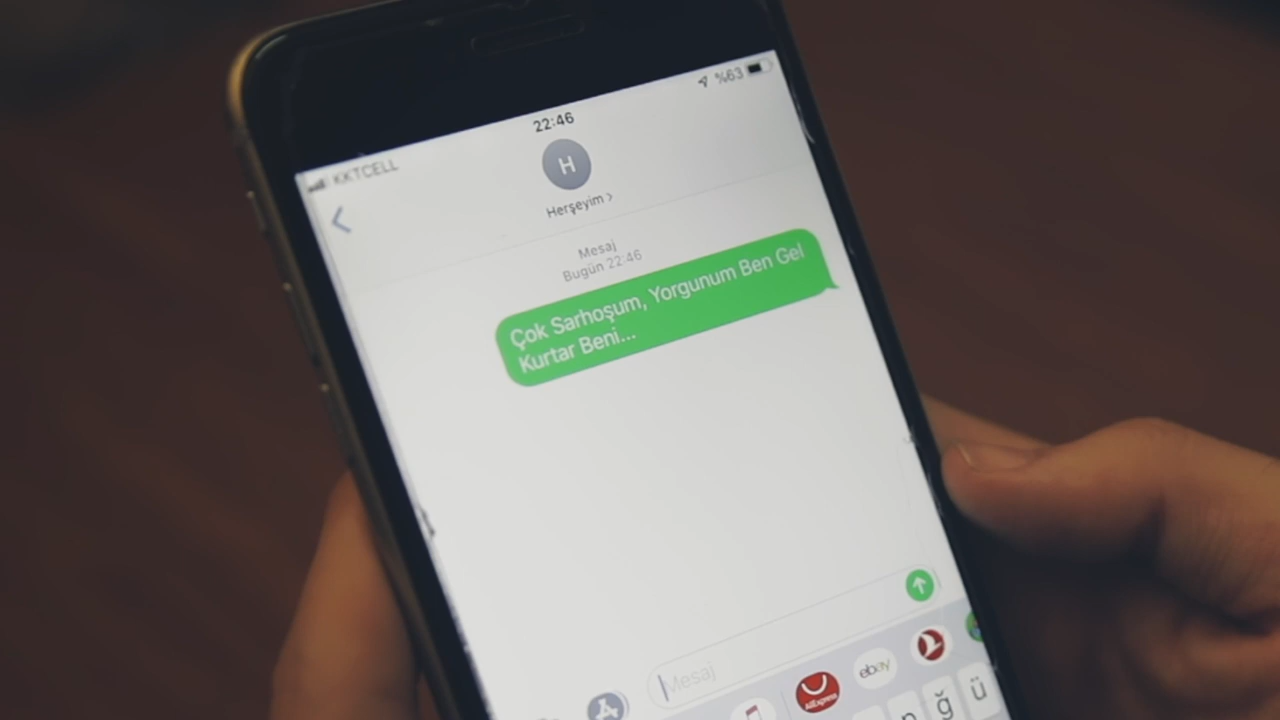 22:46
%63
KKTCELL
H
Herşeyim >
Mesaj
Bugün 22:46
Çok Sarhoşum, Yorgunum Ben Gel
Kurtar Beni...
Mesaj
AliExpress
ebay
p ğ ü